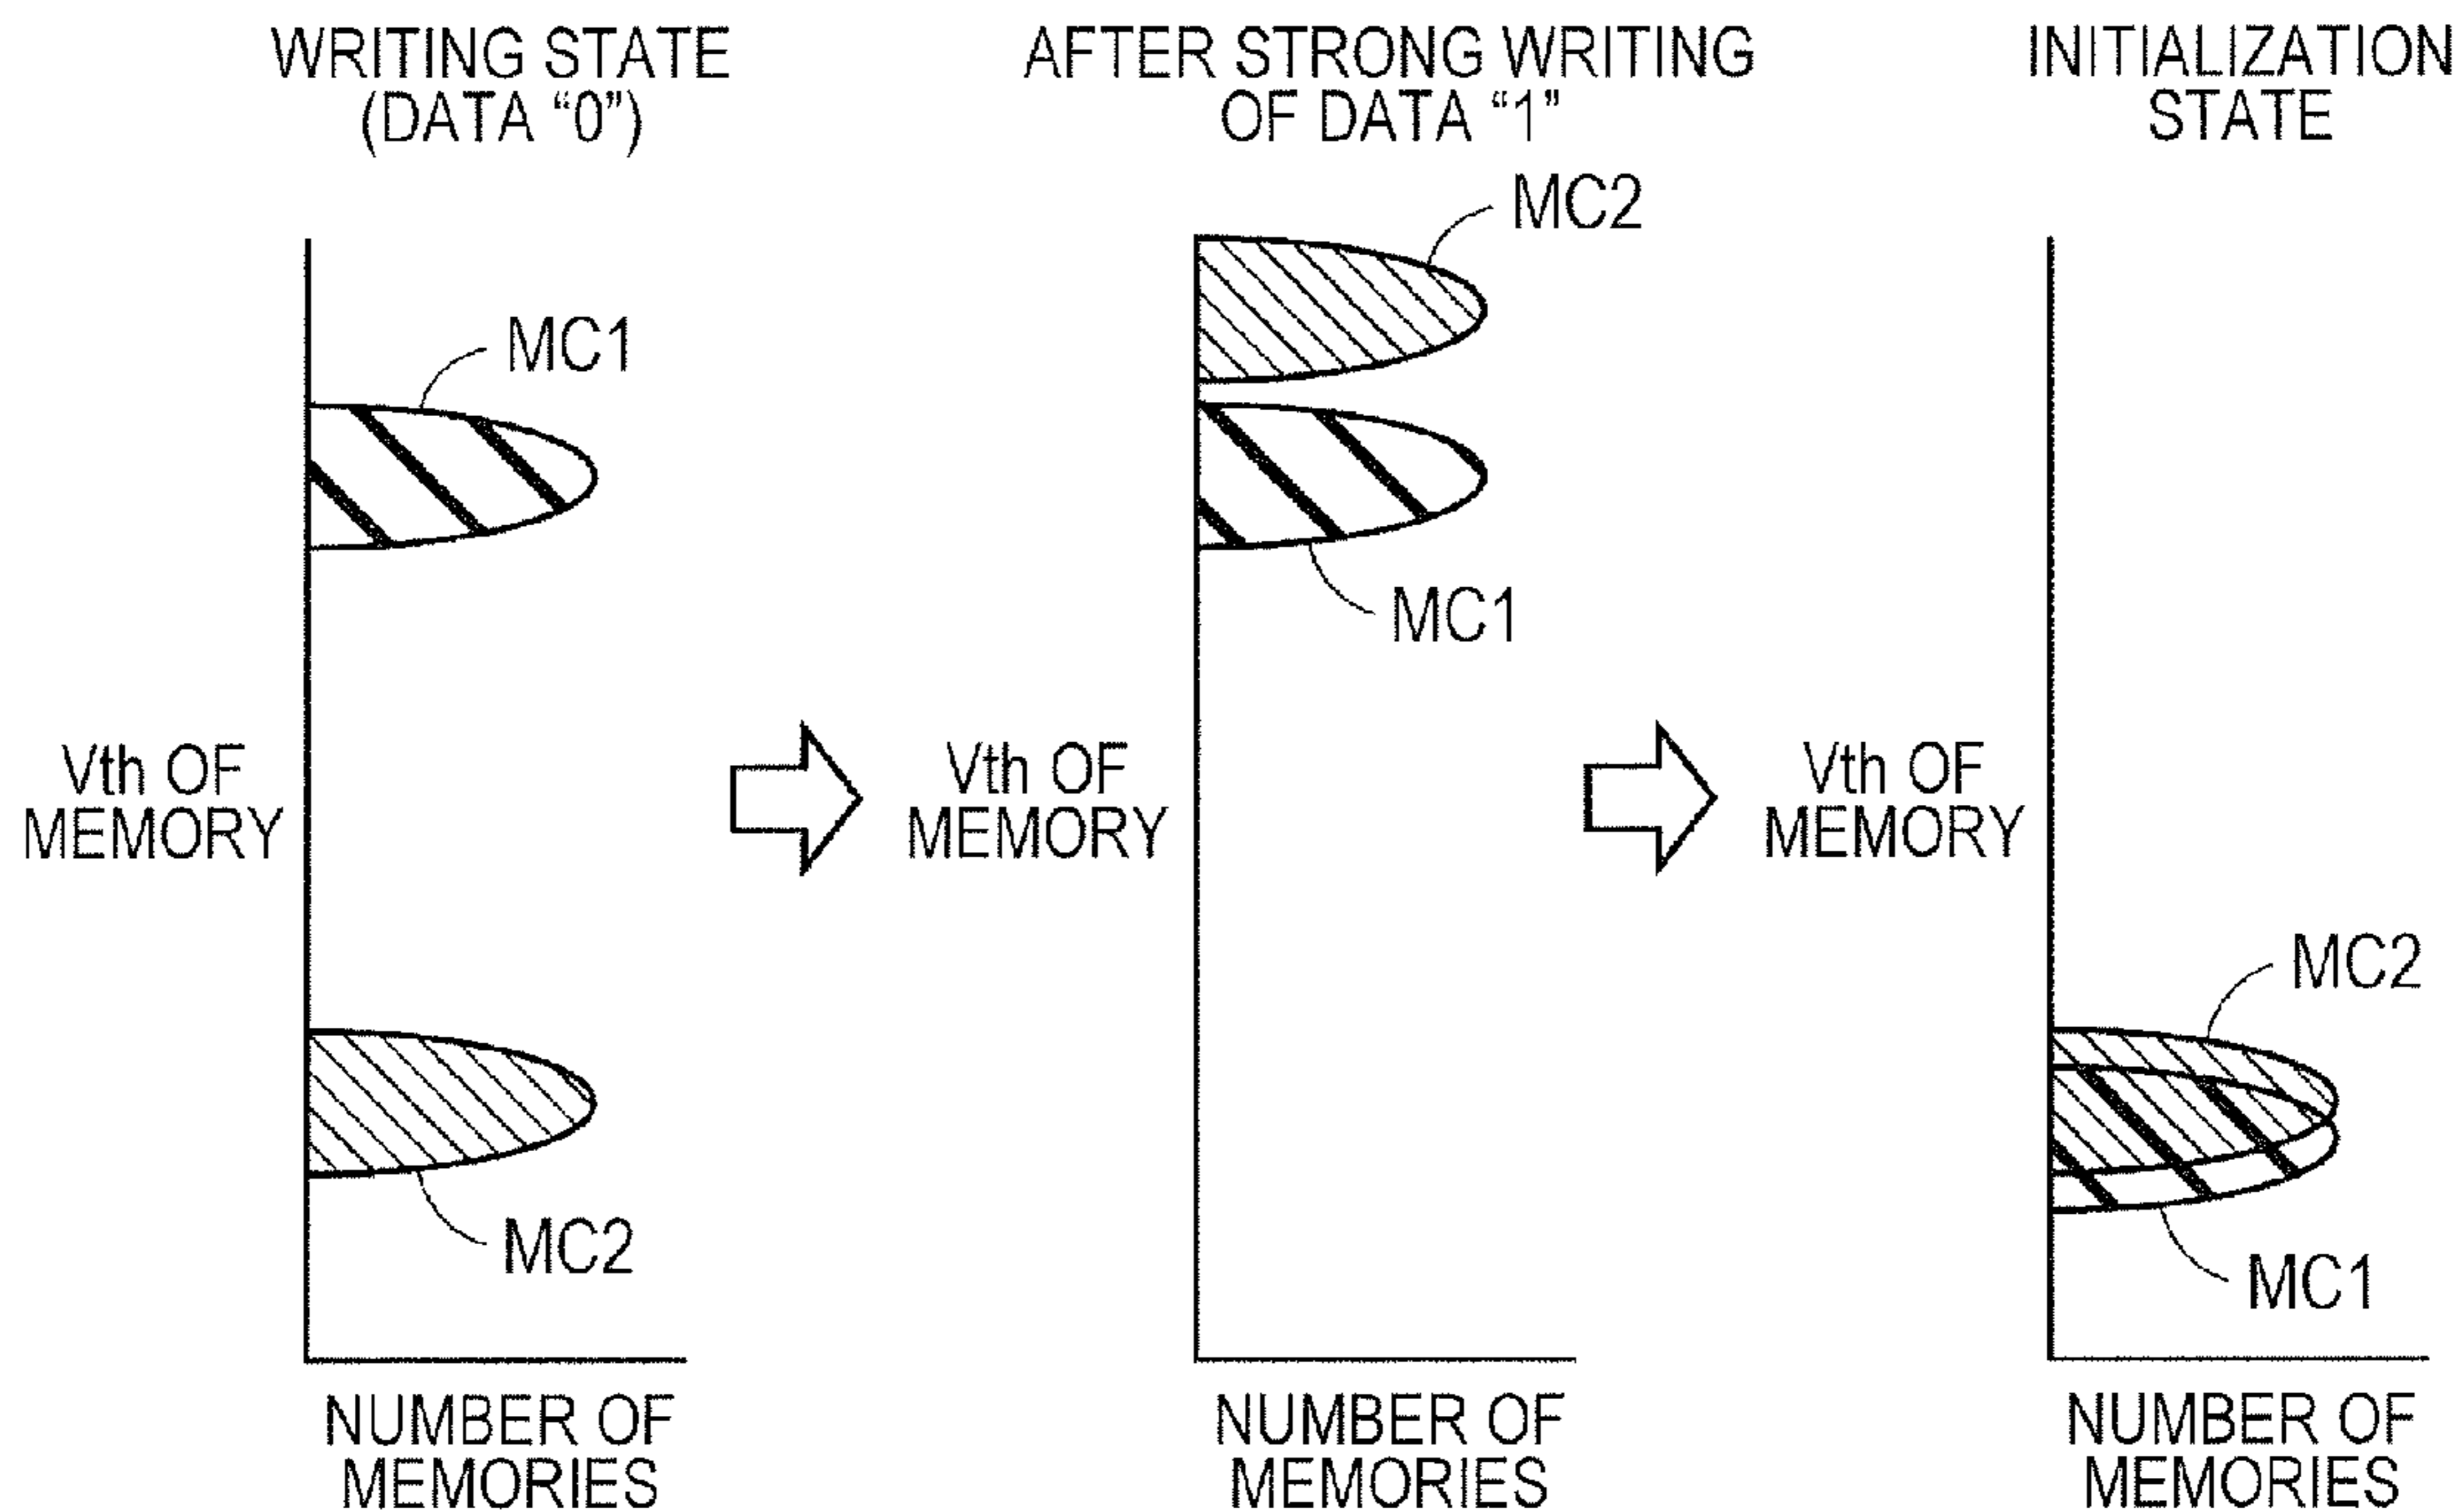 WRITING STATE
(DATA “0”)
MC1
Vth OF
MEMORY
MC2
NUMBER OF
MEMORIES
AFTER STRONG WRITING
OF DATA “1”
MC2
MC1
Vth OF
MEMORY
NUMBER OF
MEMORIES
INITIALIZATION
STATE
Vth OF
MEMORY
MC2
MC1
NUMBER OF
MEMORIES